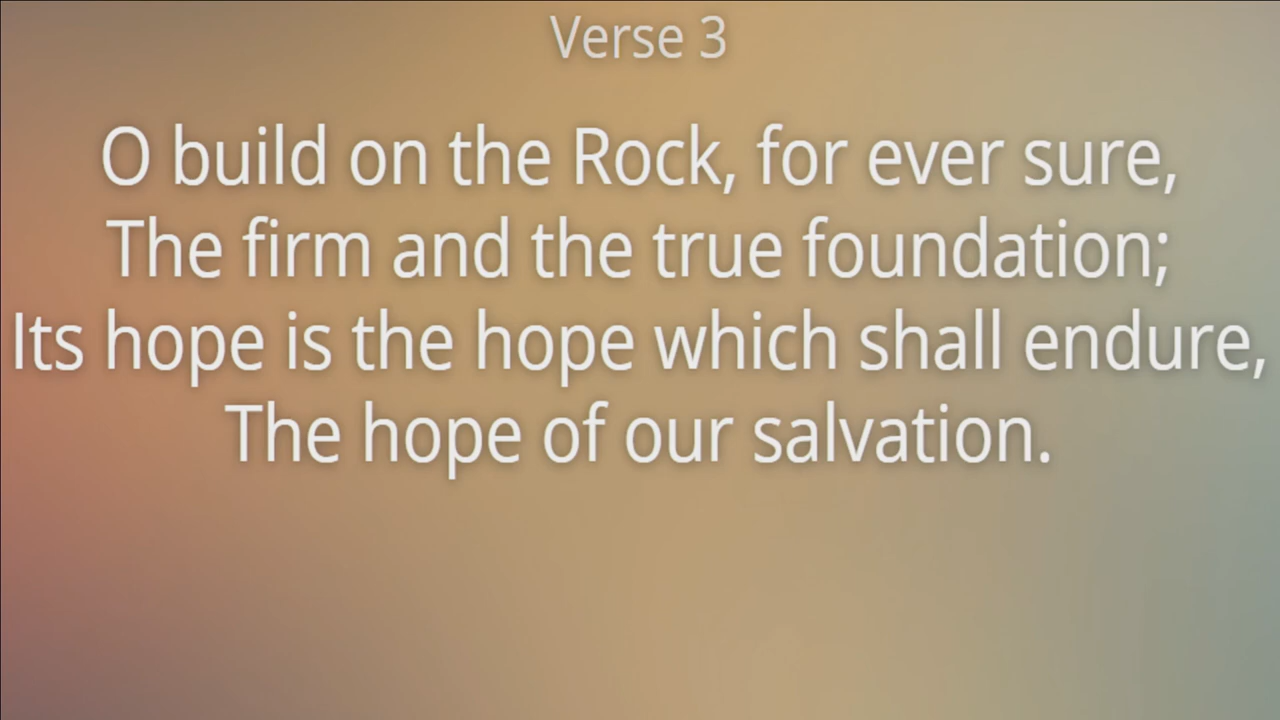 Verse 3
O build on the Rock, for ever sure,
The firm and the true foundation;
Its hope is the hope which shall endure,
The hope of our salvation.